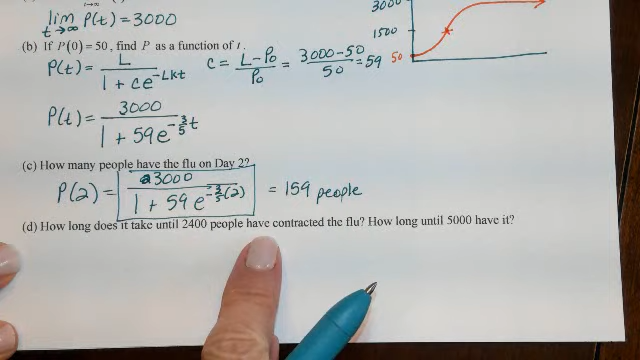 lim P(t) = 3000
t→∞
3000
1500
50
(b) If P(0) = 50, find P as a function of t.
P(t) = L / (1 + ce^(-Lkt))   c = (L - P₀) / P₀ = (3000 - 50) / 50 = 59
P(t) = 3000 / (1 + 59e^(-3/5 t))
(c) How many people have the flu on Day 2?
P(2) = 3000 / (1 + 59e^(-3/5 (2))) = 159 people
(d) How long does it take until 2400 people have contracted the flu? How long until 5000 have it?